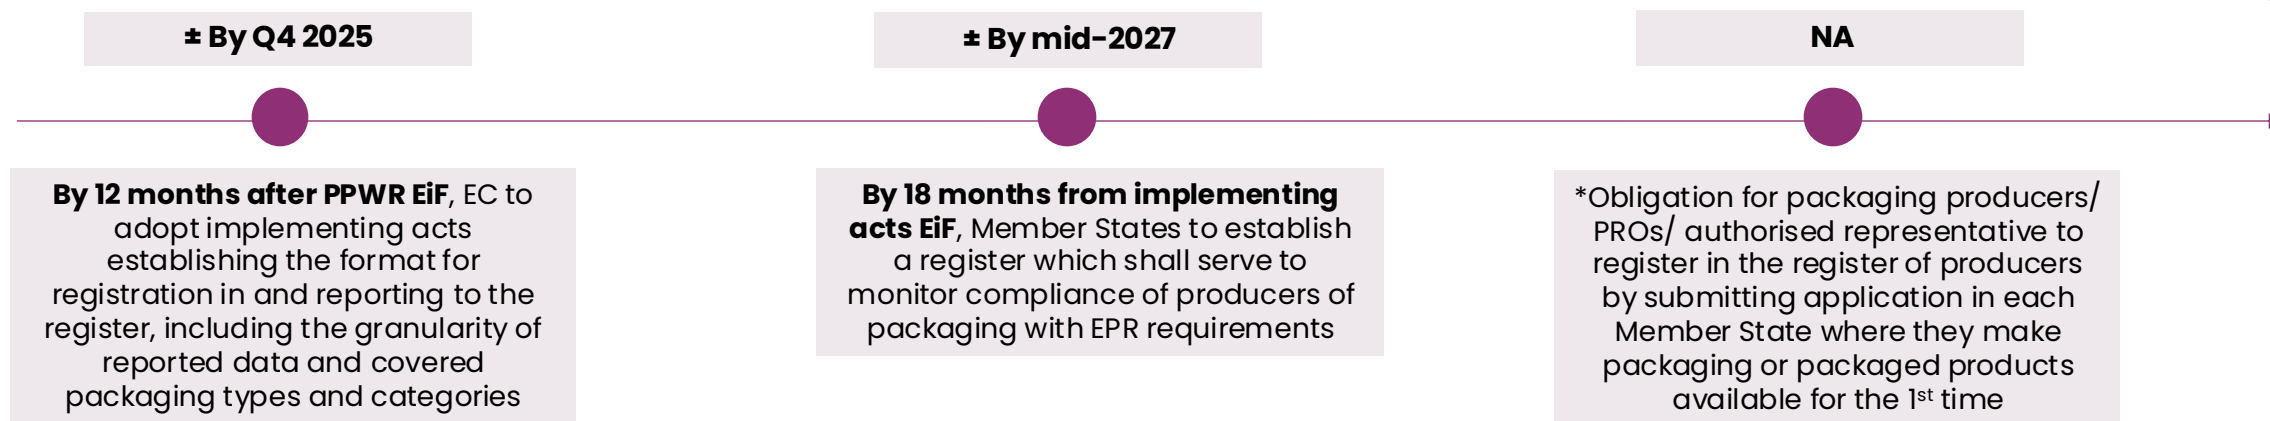 ± By Q4 2025
± By mid-2027
NA
By 12 months after PPWR EiF, EC to
adopt implementing acts
establishing the format for
registration in and reporting to the
register, including the granularity of
reported data and covered
packaging types and categories
By 18 months from implementing
acts EiF, Member States to establish
a register which shall serve to
monitor compliance of producers of
packaging with EPR requirements
*Obligation for packaging producers/
PROs/ authorised representative to
register in the register of producers
by submitting application in each
Member State where they make
packaging or packaged products
available for the 1st time